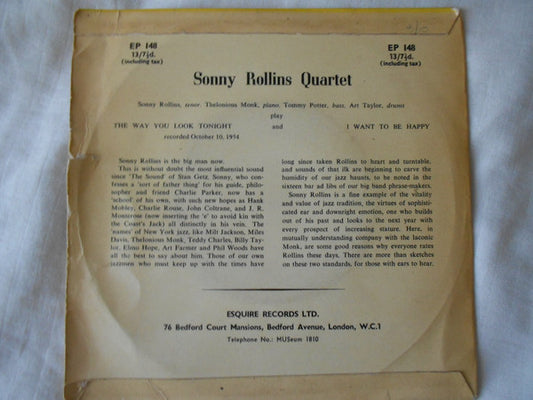 EP 148
13/7½d.
(including tax)
EP 148
13/7½d.
(including tax)
Sonny Rollins Quartet
Sonny Rollins, tenor. Thelonious Monk, piano. Tommy Potter, bass. Art Taylor, drums
play
THE WAY YOU LOOK TONIGHT and I WANT TO BE HAPPY
recorded October 10, 1954
Sonny Rollins is the big man now.
This is without doubt the most influential sound
since 'The Sound' of Stan Getz. Sonny, who con-
fesses a 'sort of father thing' for his guide, philo-
sopher and friend Charlie Parker, now has a
'school' of his own, with such new hopes as Hank
Mobley, Charlie Rouse, John Coltrane, and J. R.
Monterose (now inserting the 'e' to avoid kin with
the Coast's Jack) all distinctly in his vein. The
'names' of New York jazz, like Milt Jackson, Miles
Davis, Thelonious Monk, Teddy Charles, Billy Tay-
lor, Elmo Hope, Art Farmer and Phil Woods have
all the best to say about him. Those of our own
jazzmen who must keep up with the times have
long since taken Rollins to heart and turntable,
and sounds of that ilk are beginning to carve the
humidity of our jazz haunts, to be noted in the
sixteen bar ad libs of our big band phrase-makers.
Sonny Rollins is a fine example of the vitality
and value of jazz tradition, the virtues of sophisti-
cated ear and downright emotion, one who builds
out of his past and looks to the next year with
every prospect of increasing stature. Here, in
mutually understanding company with the laconic
Monk, are some good reasons why everyone rates
Rollins these days. There are more than sketches
on these two standards, for those with ears to hear.
ESQUIRE RECORDS LTD.
76 Bedford Court Mansions, Bedford Avenue, London, W.C.1
Telephone No.: MUSeum 1810